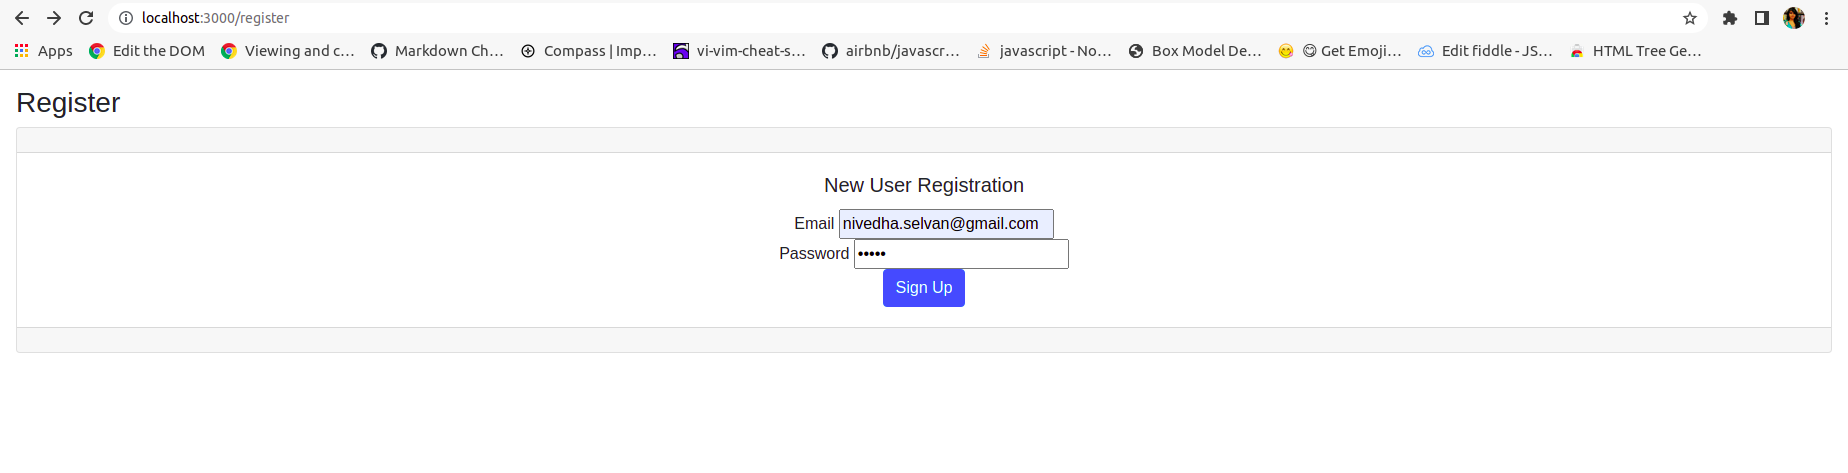 localhost:3000/register
Apps Edit the DOM Viewing and c… Markdown Ch… Compass | Imp… vi-vim-cheat-s… airbnb/javascr… javascript - No… Box Model De… 😋 Get Emoji… Edit fiddle - JS… HTML Tree Ge…
Register
New User Registration
Email nivedha.selvan@gmail.com
Password •••••
Sign Up